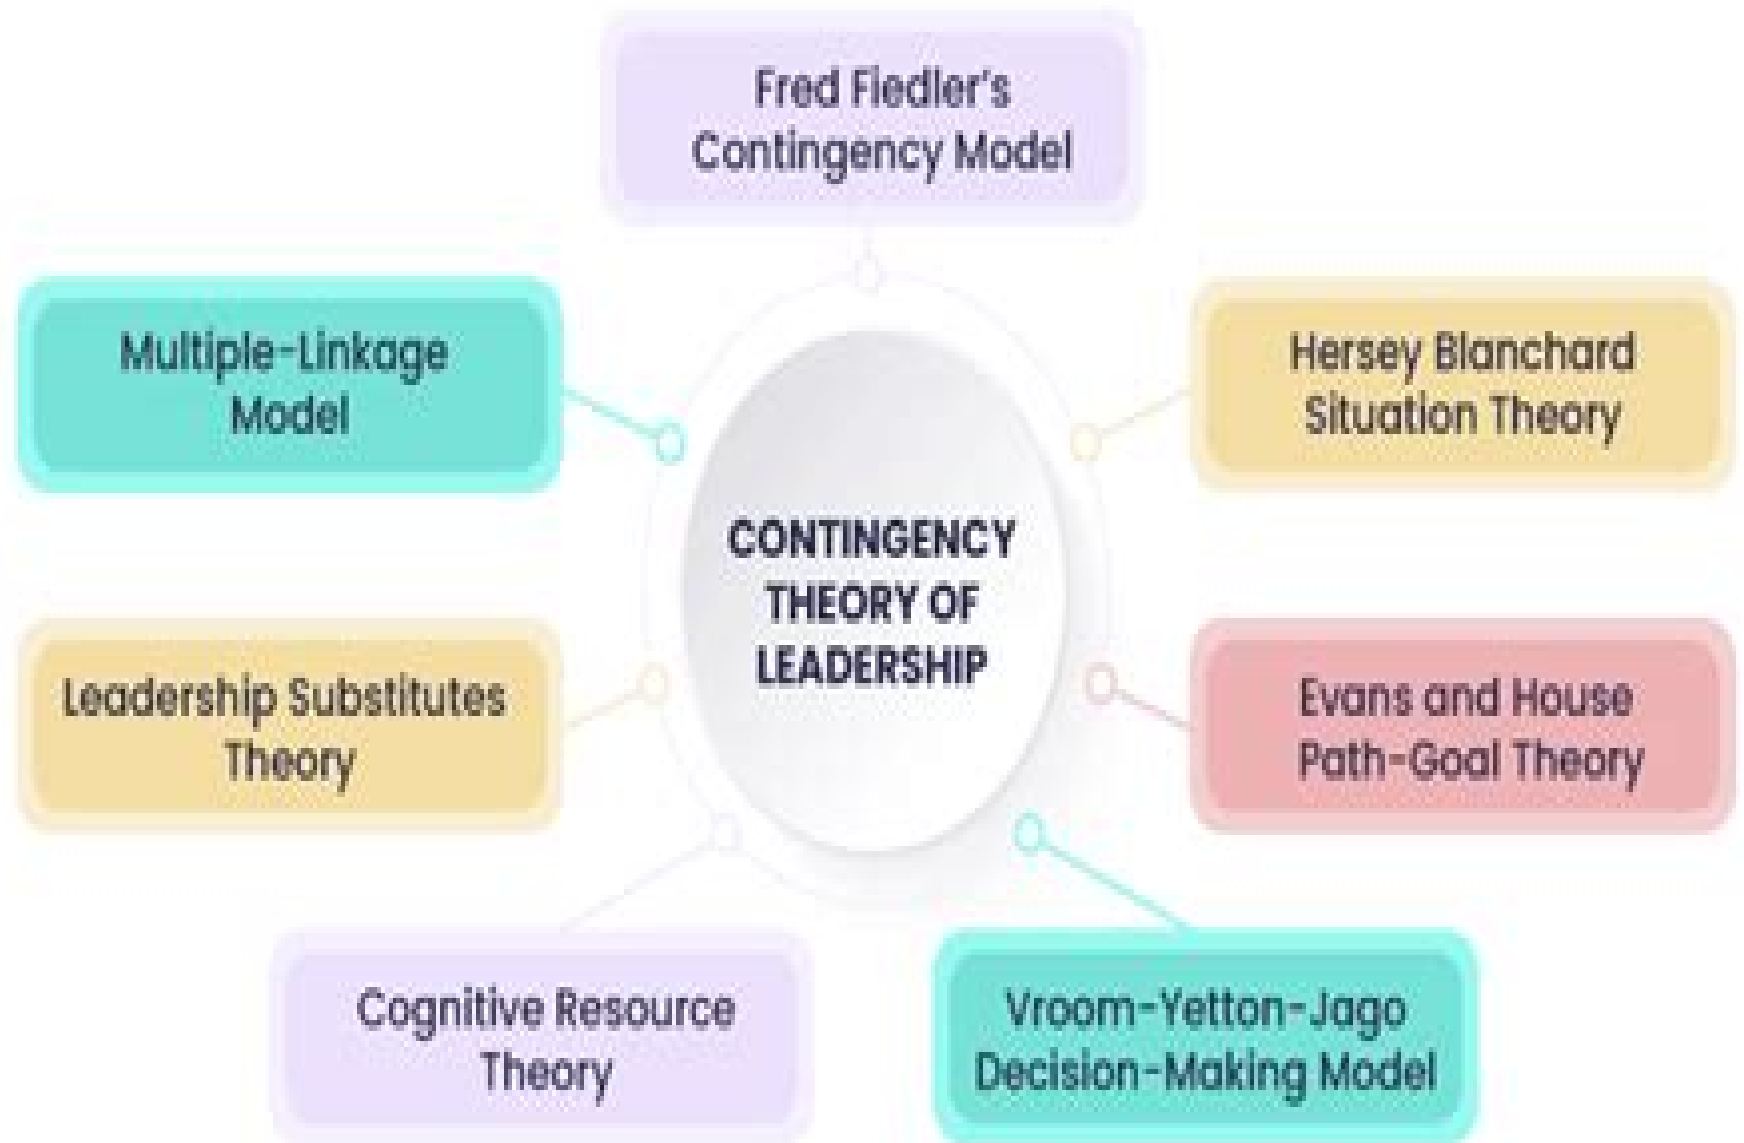 Fred Fiedler's
Contingency Model
Multiple-Linkage
Model
Hersey Blanchard
Situation Theory
CONTINGENCY
THEORY OF
LEADERSHIP
Leadership Substitutes
Theory
Evans and House
Path-Goal Theory
Cognitive Resource
Theory
Vroom-Yetton-Jago
Decision-Making Model